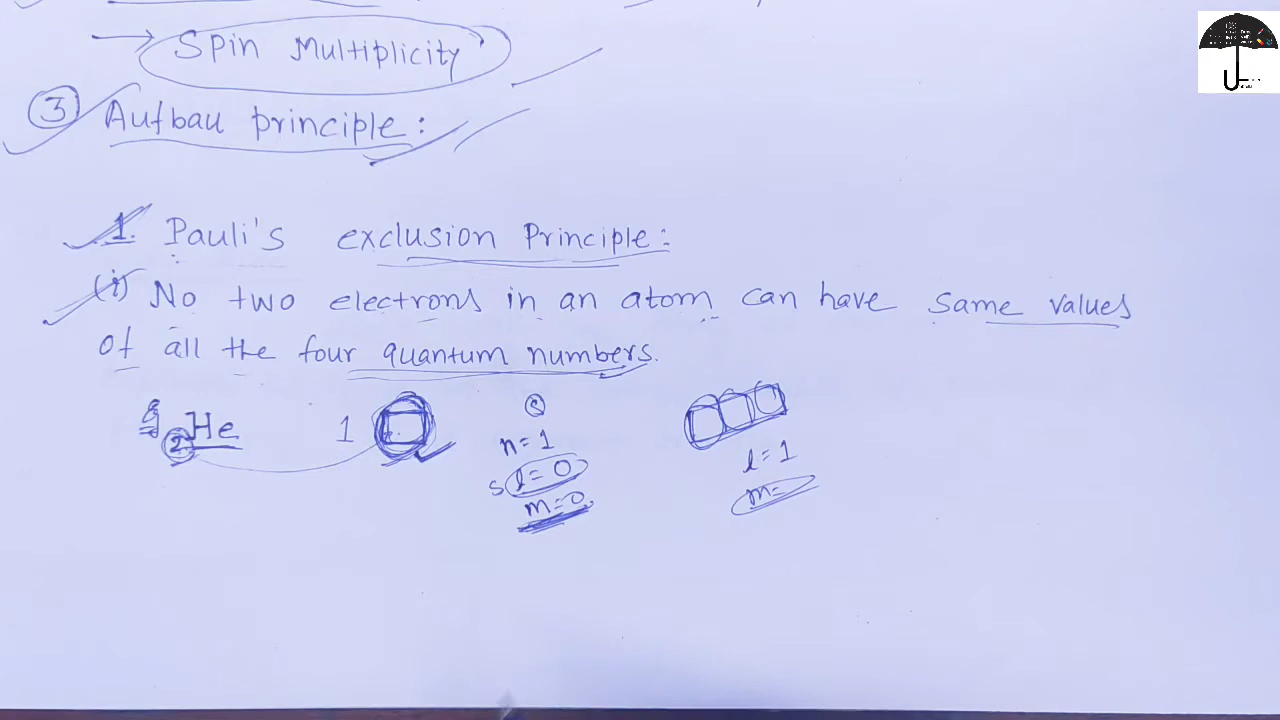 → Spin Multiplicity
③ Aufbau principle:
1. Pauli's exclusion Principle:
(i) No two electrons in an atom can have same values
of all the four quantum numbers.
2He 1
n=1
s l=0
m=0
l=1
m=